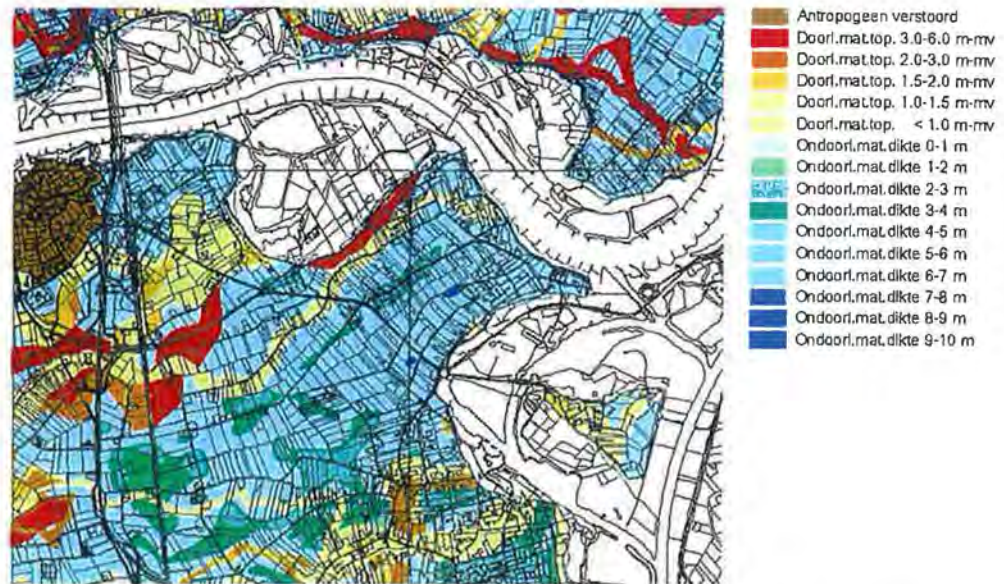 Antropogeen verstoord
Doorl.mat.top. 3.0-6.0 m-mv
Doorl.mat.top. 2.0-3.0 m-mv
Doorl.mat.top. 1.5-2.0 m-mv
Doorl.mat.top. 1.0-1.5 m-mv
Doorl.mat.top. < 1.0 m-mv
Ondoorl.mat.dikte 0-1 m
Ondoorl.mat.dikte 1-2 m
Ondoorl.mat.dikte 2-3 m
Ondoorl.mat.dikte 3-4 m
Ondoorl.mat.dikte 4-5 m
Ondoorl.mat.dikte 5-6 m
Ondoorl.mat.dikte 6-7 m
Ondoorl.mat.dikte 7-8 m
Ondoorl.mat.dikte 8-9 m
Ondoorl.mat.dikte 9-10 m